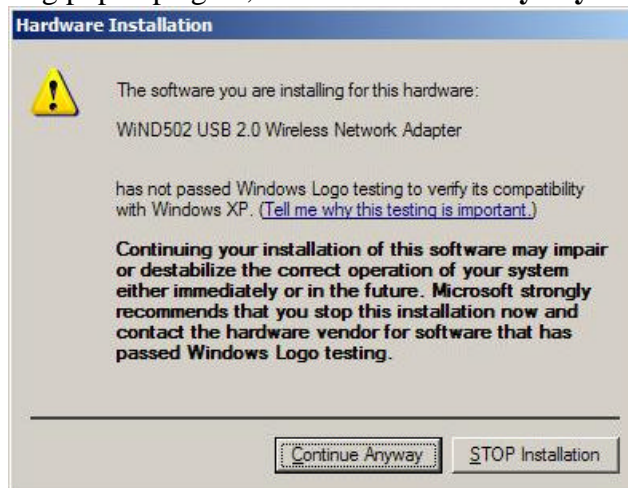 Hardware Installation
The software you are installing for this hardware:
WiND502 USB 2.0 Wireless Network Adapter
has not passed Windows Logo testing to verify its compatibility
with Windows XP. (Tell me why this testing is important.)
Continuing your installation of this software may impair
or destabilize the correct operation of your system
either immediately or in the future. Microsoft strongly
recommends that you stop this installation now and
contact the hardware vendor for software that has
passed Windows Logo testing.
Continue Anyway STOP Installation